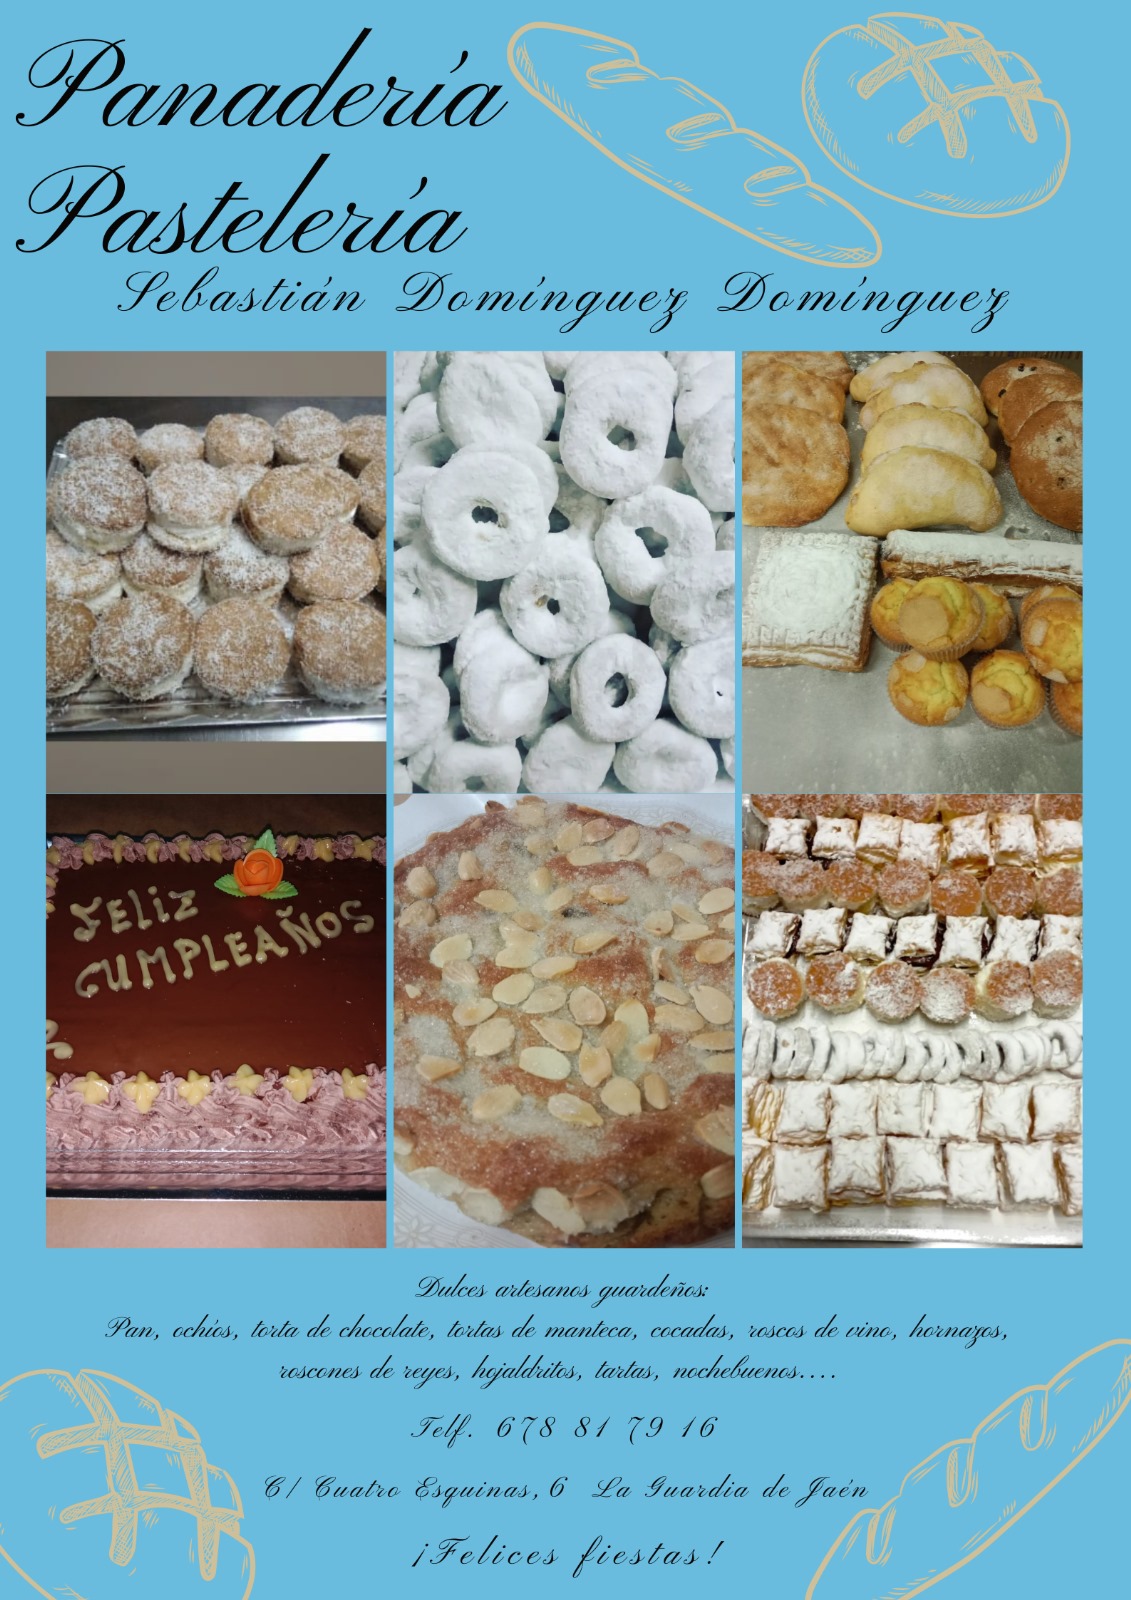 Panadería
Pastelería
Sebastián Domínguez Domínguez
FELIZ
CUMPLEAÑOS
Dulces artesanos guardeños:
Pan, ochíos, torta de chocolate, tortas de manteca, cocadas, roscos de vino, hornazos,
roscones de reyes, hojaldritos, tartas, nochebuenos....
Telf. 678 81 79 16
C/ Cuatro Esquinas,6 La Guardia de Jaén
¡Felices fiestas!